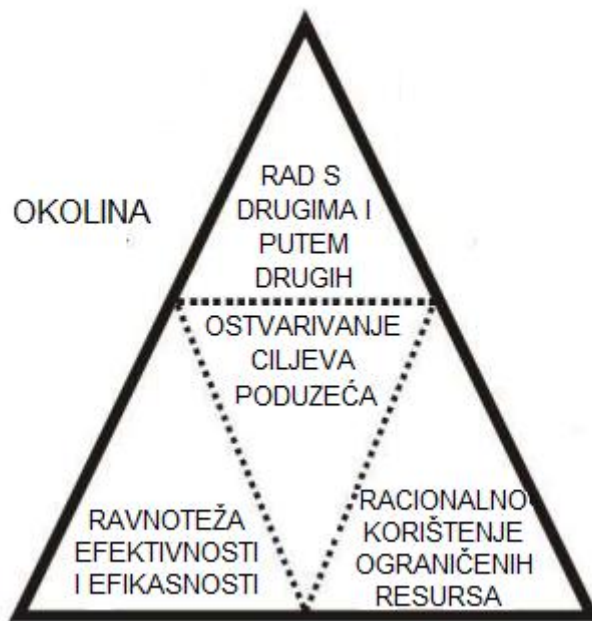 RAD S
DRUGIMA I
PUTEM
DRUGIH
OKOLINA
OSTVARIVANJE
CILJEVA
PODUZEĆA
RAVNOTEŽA
EFEKTIVNOSTI
I EFIKASNOSTI
RACIONALNO
KORIŠTENJE
OGRANIČENIH
RESURSA